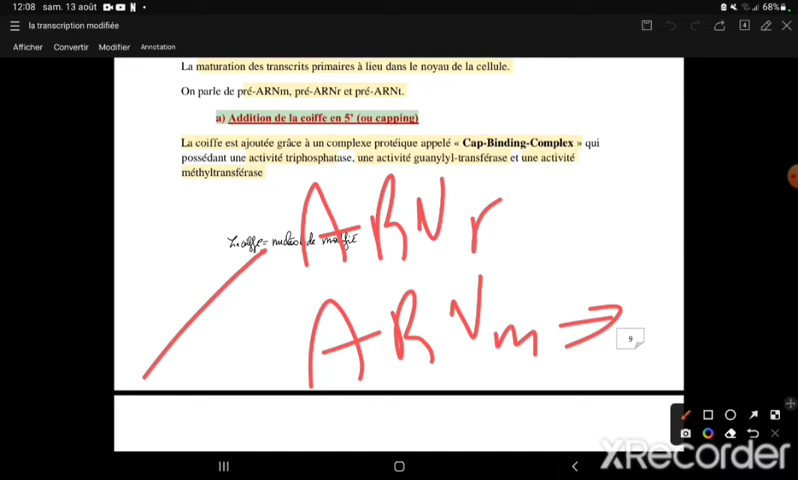 12:08 sam. 13 août N • 68%
la transcription modifiée 4
Afficher Convertir Modifier Annotation
La maturation des transcrits primaires à lieu dans le noyau de la cellule.
On parle de pré-ARNm, pré-ARNr et pré-ARNt.
a) Addition de la coiffe en 5' (ou capping)
La coiffe est ajoutée grâce à un complexe protéique appelé « Cap-Binding-Complex » qui
possédant une activité triphosphatase, une activité guanylyl-transférase et une activité
méthyltransférase
ARNr
La coiffe =
ARNm ⇒
9
XRecorder